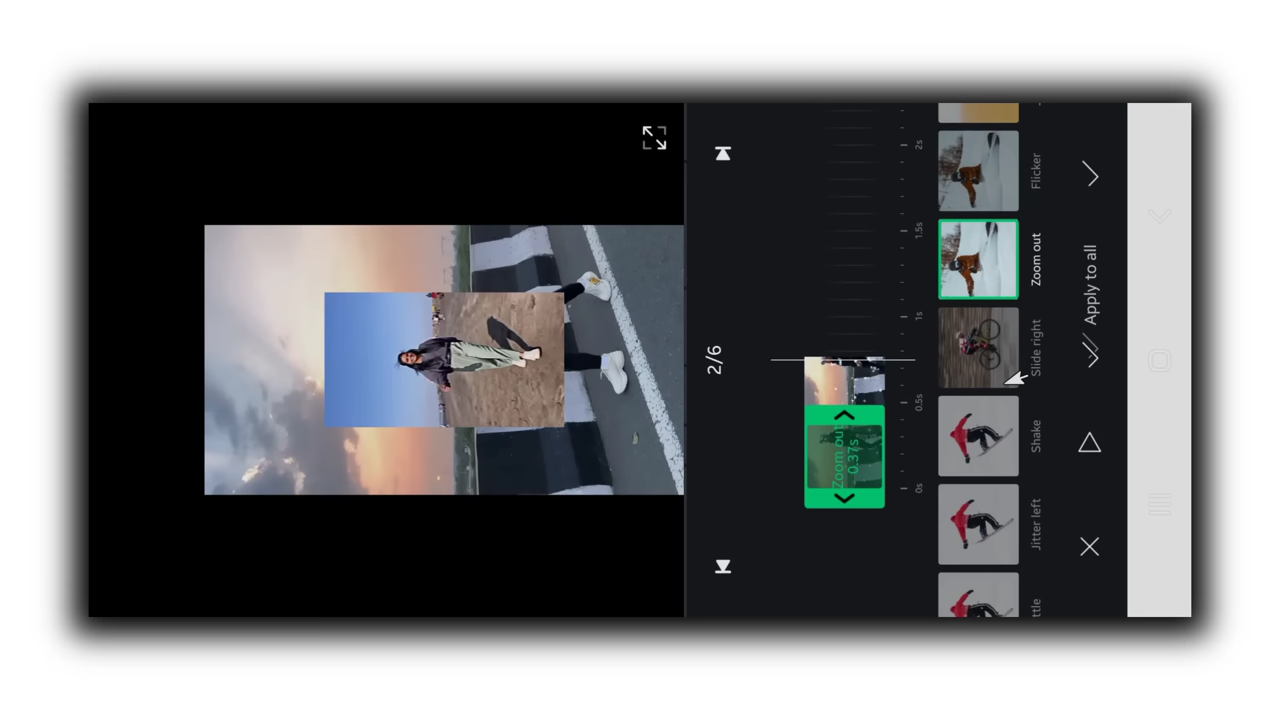 2/6
0s
0.5s
1s
1.5s
2s
Zoom out
0.37s
Jitter left
Shake
Slide right
Zoom out
Flicker
Apply to all